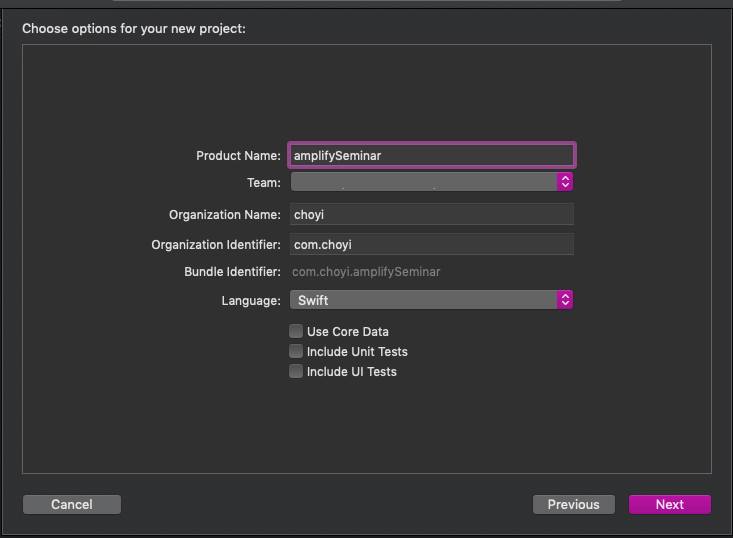 Choose options for your new project:
Product Name: amplifySeminar
Team:
Organization Name: choyi
Organization Identifier: com.choyi
Bundle Identifier: com.choyi.amplifySeminar
Language: Swift
Use Core Data
Include Unit Tests
Include UI Tests
Cancel Previous Next